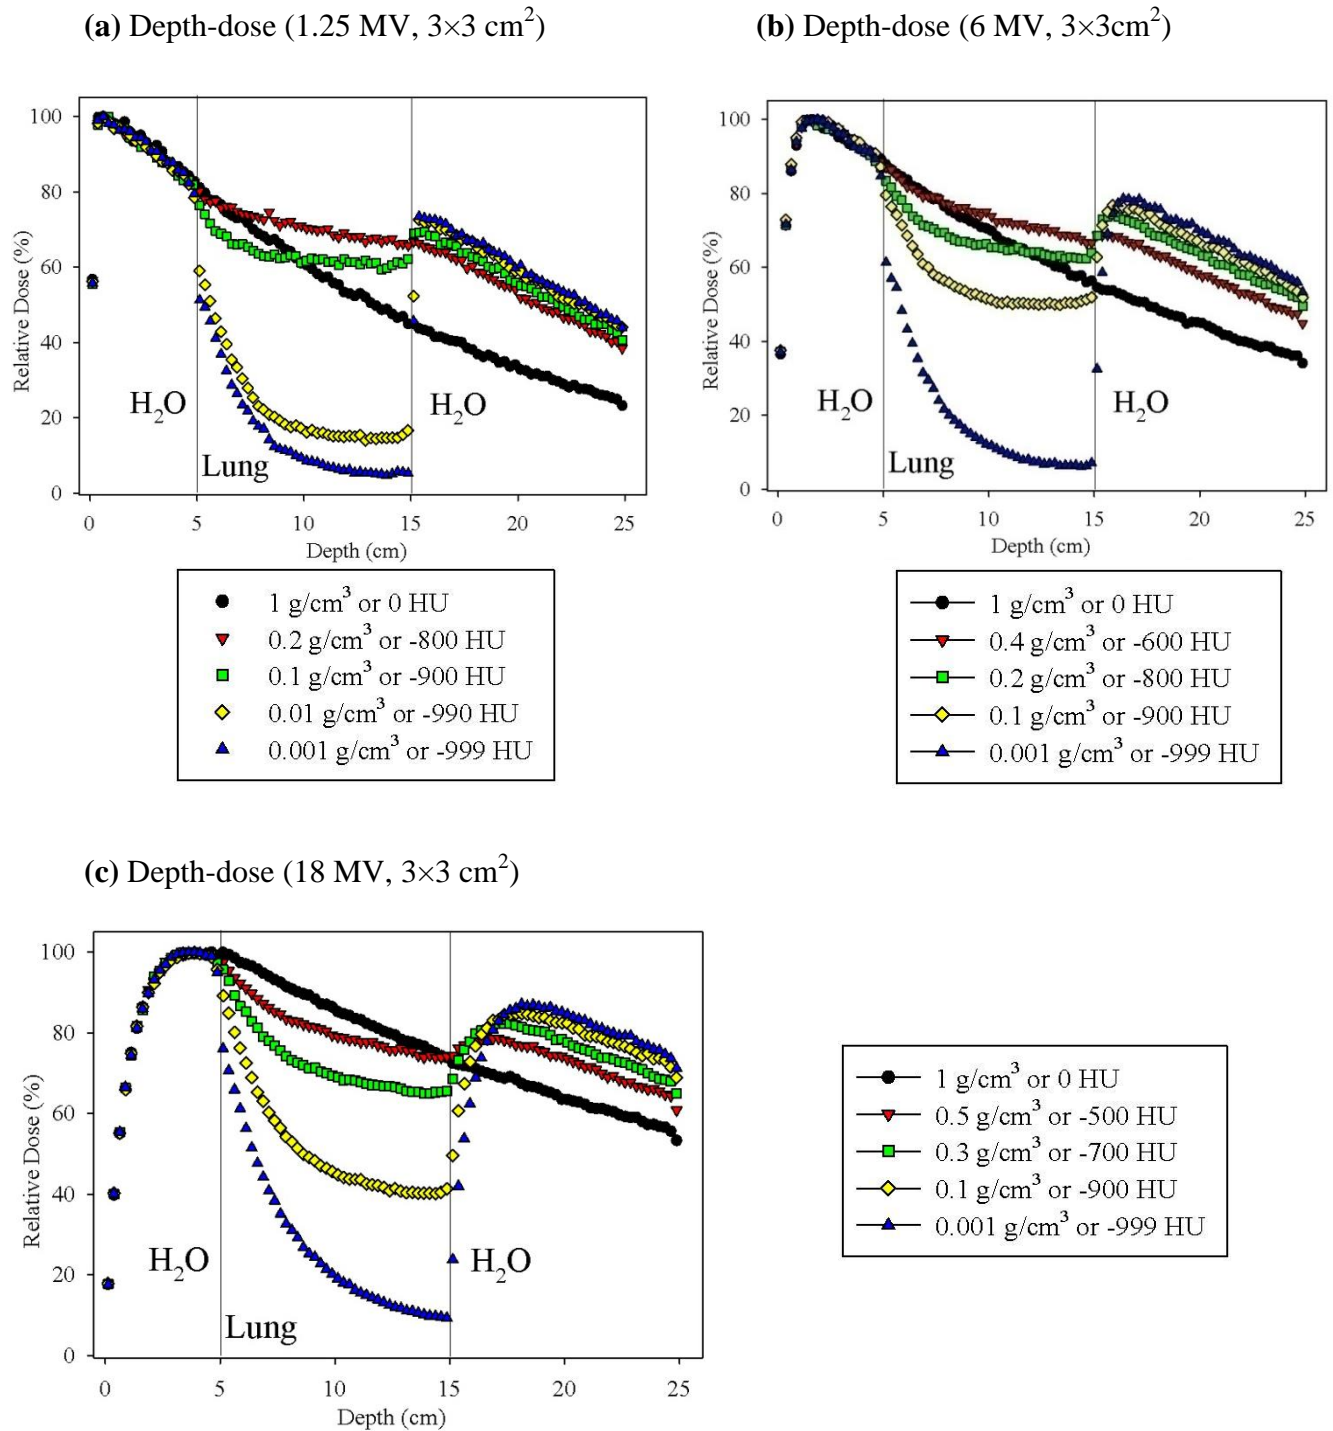 (a) Depth-dose (1.25 MV, 3×3 cm²)
100
80
60
40
20
0
Relative Dose (%)
H₂O
Lung
H₂O
0 5 10 15 20 25
Depth (cm)
1 g/cm³ or 0 HU
0.2 g/cm³ or -800 HU
0.1 g/cm³ or -900 HU
0.01 g/cm³ or -990 HU
0.001 g/cm³ or -999 HU
(b) Depth-dose (6 MV, 3×3cm²)
100
80
60
40
20
0
Relative Dose (%)
H₂O
Lung
H₂O
0 5 10 15 20 25
Depth (cm)
1 g/cm³ or 0 HU
0.4 g/cm³ or -600 HU
0.2 g/cm³ or -800 HU
0.1 g/cm³ or -900 HU
0.001 g/cm³ or -999 HU
(c) Depth-dose (18 MV, 3×3 cm²)
100
80
60
40
20
0
Relative Dose (%)
H₂O
Lung
H₂O
0 5 10 15 20 25
Depth (cm)
1 g/cm³ or 0 HU
0.5 g/cm³ or -500 HU
0.3 g/cm³ or -700 HU
0.1 g/cm³ or -900 HU
0.001 g/cm³ or -999 HU